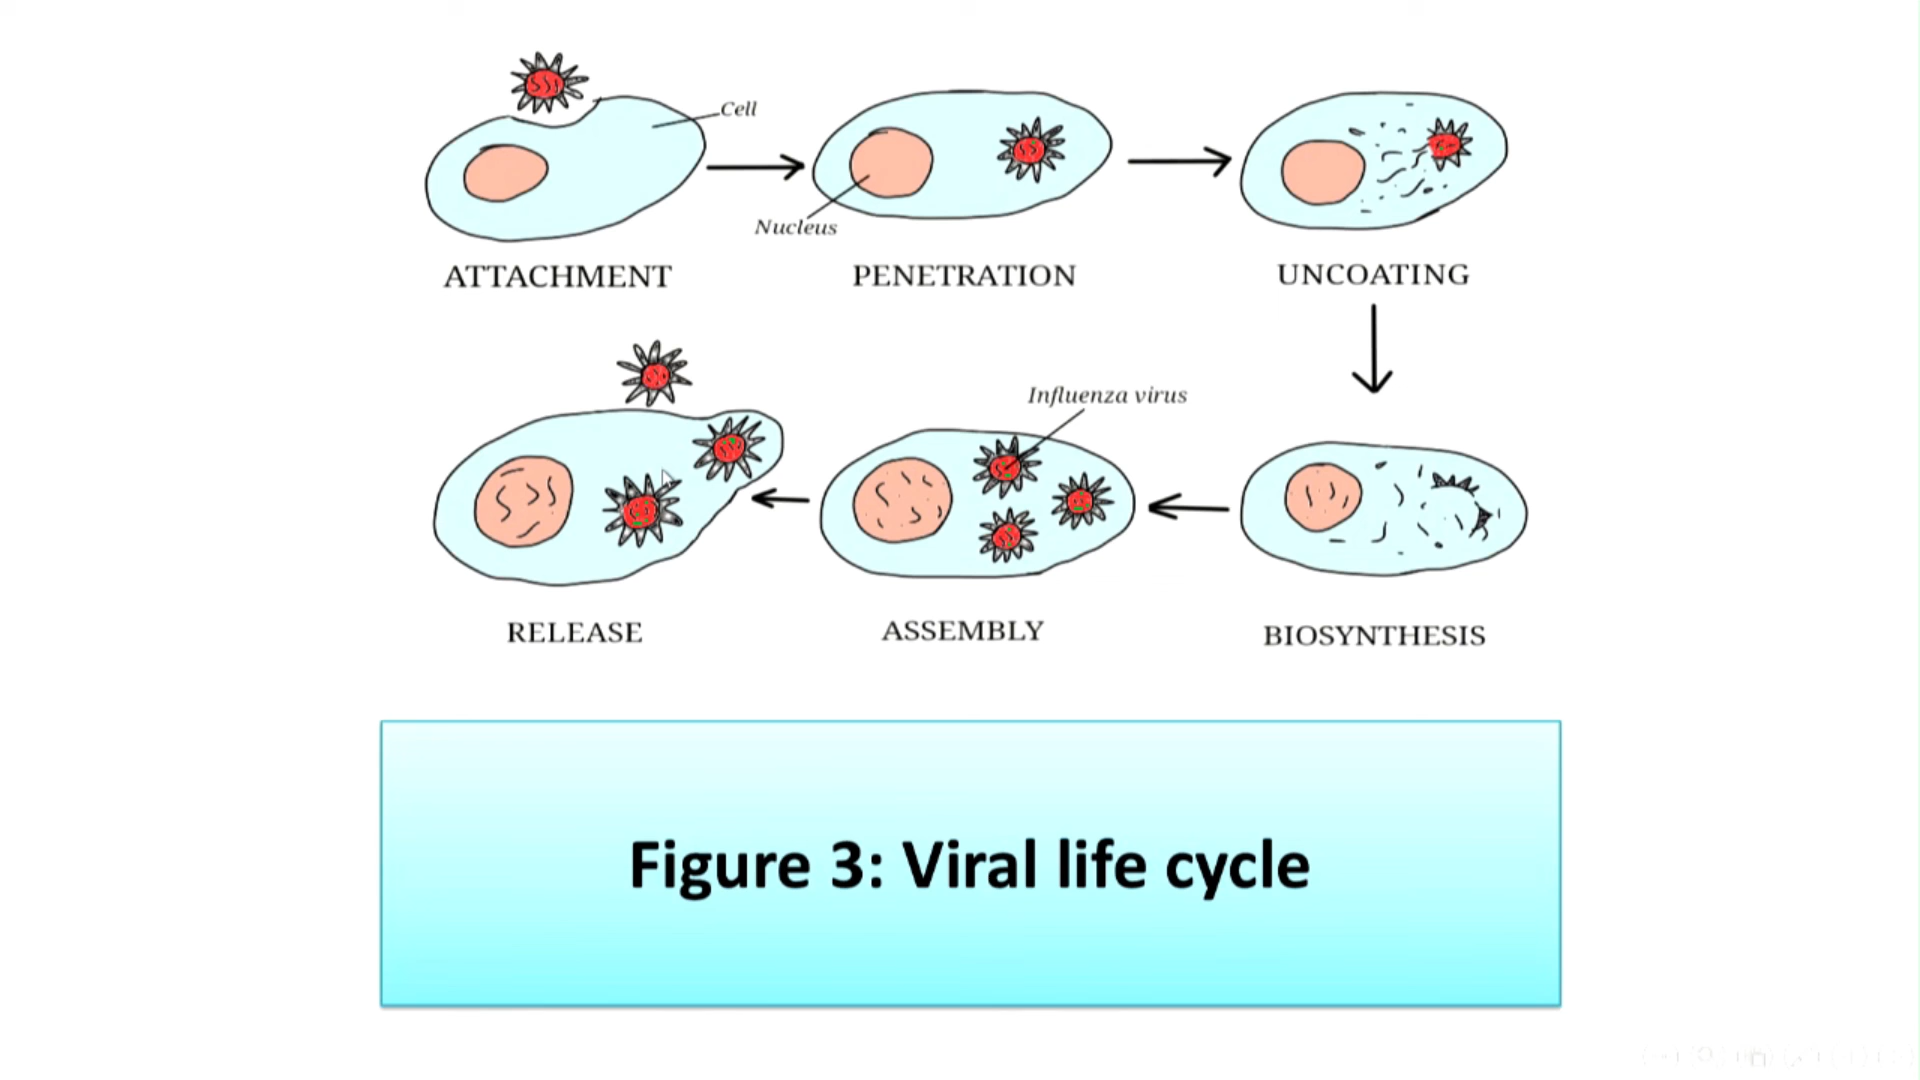 Cell
Nucleus
ATTACHMENT
PENETRATION
UNCOATING
Influenza virus
RELEASE
ASSEMBLY
BIOSYNTHESIS
Figure 3: Viral life cycle